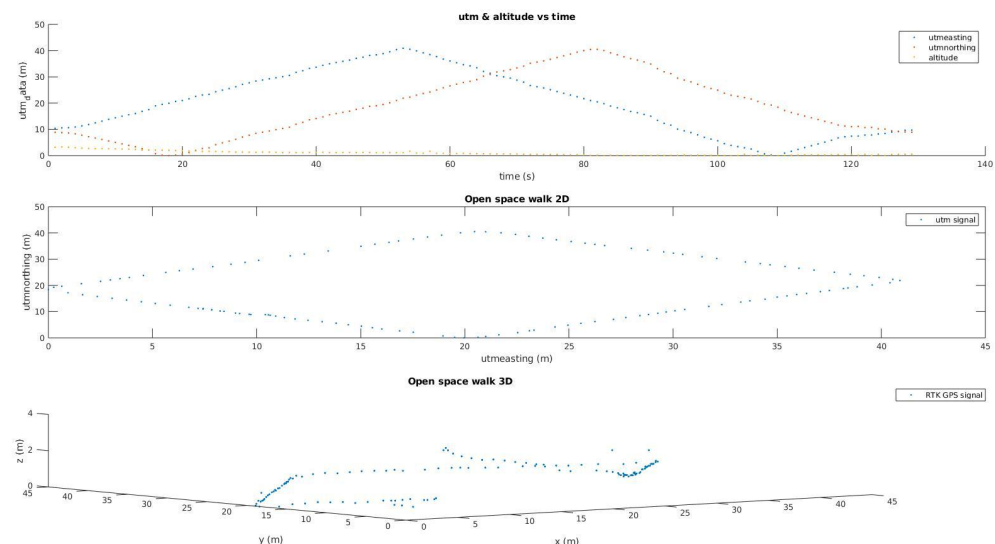 utm & altitude vs time
utm_data (m)
50
40
30
20
10
0
0 20 40 60 80 100 120 140
time (s)
utmeasting
utmnorthing
altitude
Open space walk 2D
utmnorthing (m)
50
40
30
20
10
0
0 5 10 15 20 25 30 35 40 45
utmeasting (m)
utm signal
Open space walk 3D
RTK GPS signal
z (m)
4
2
0
45 40 35 30 25 20 15 10 5 0
y (m)
0 5 10 15 20 25 30 35 40 45
x (m)